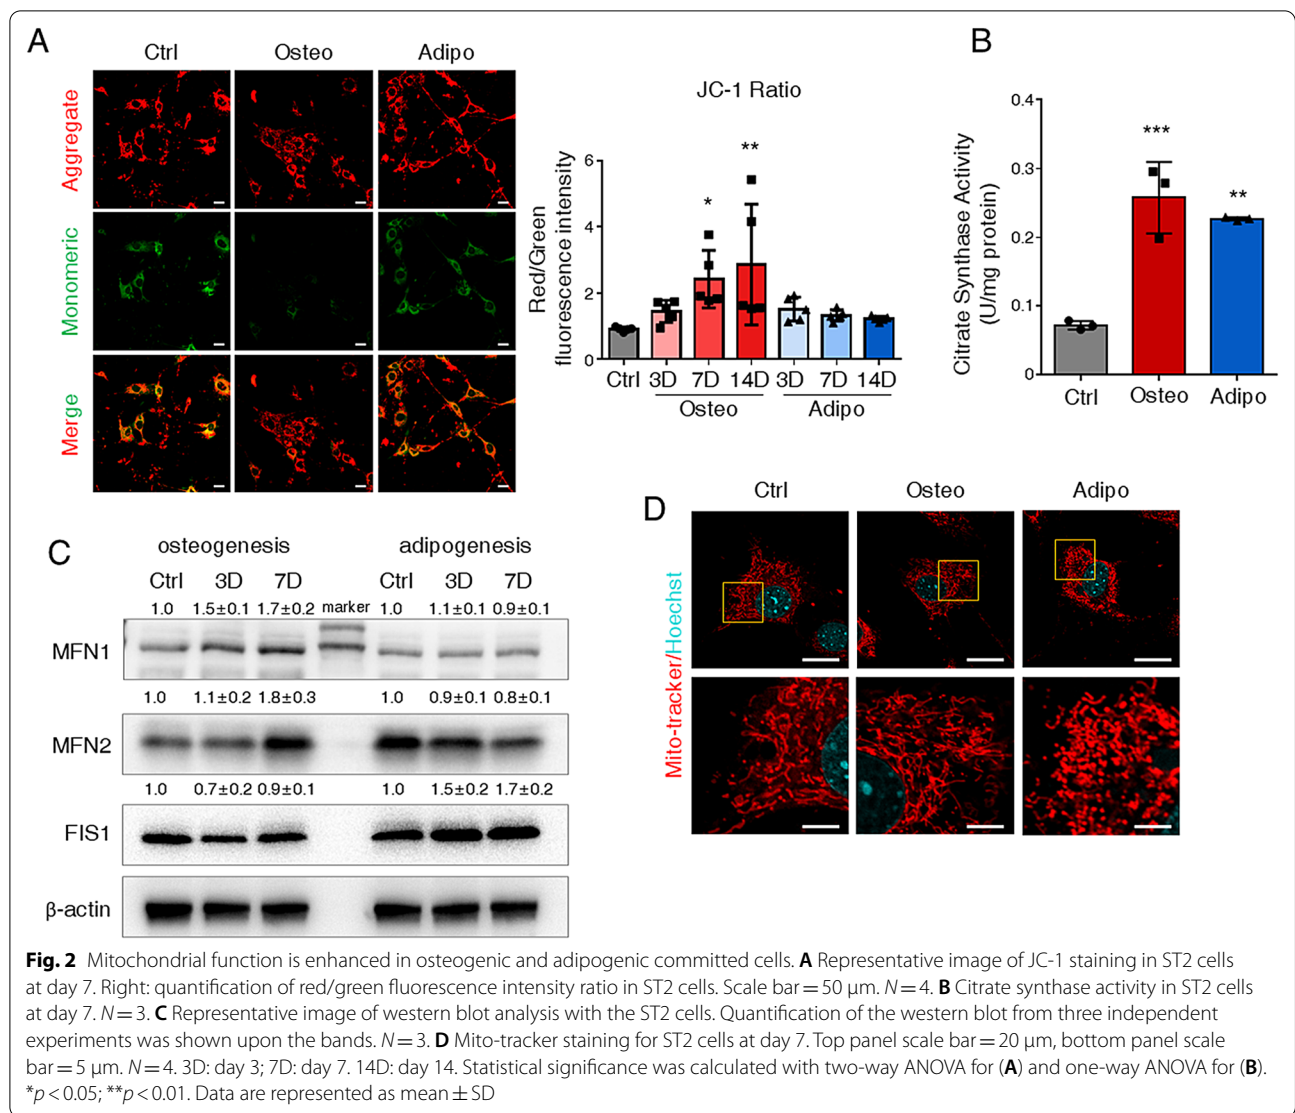 A
Ctrl
Osteo
Adipo
Aggregate
Monomeric
Merge
JC-1 Ratio
Red/Green
fluorescence intensity
6
4
2
0
*
**
Ctrl
3D
7D
14D
3D
7D
14D
Osteo
Adipo
B
Citrate Synthase Activity
(U/mg protein)
0.4
0.3
0.2
0.1
0
***
**
Ctrl
Osteo
Adipo
C
osteogenesis
adipogenesis
Ctrl 3D 7D Ctrl 3D 7D
1.0 1.5±0.1 1.7±0.2 marker 1.0 1.1±0.1 0.9±0.1
MFN1
1.0 1.1±0.2 1.8±0.3 1.0 0.9±0.1 0.8±0.1
MFN2
1.0 0.7±0.2 0.9±0.1 1.0 1.5±0.2 1.7±0.2
FIS1
β-actin
D
Ctrl
Osteo
Adipo
Mito-tracker/Hoechst
Fig. 2 Mitochondrial function is enhanced in osteogenic and adipogenic committed cells. A Representative image of JC-1 staining in ST2 cells
at day 7. Right: quantification of red/green fluorescence intensity ratio in ST2 cells. Scale bar = 50 μm. N = 4. B Citrate synthase activity in ST2 cells
at day 7. N = 3. C Representative image of western blot analysis with the ST2 cells. Quantification of the western blot from three independent
experiments was shown upon the bands. N = 3. D Mito-tracker staining for ST2 cells at day 7. Top panel scale bar = 20 μm, bottom panel scale
bar = 5 μm. N = 4. 3D: day 3; 7D: day 7. 14D: day 14. Statistical significance was calculated with two-way ANOVA for (A) and one-way ANOVA for (B).
*p < 0.05; **p < 0.01. Data are represented as mean ± SD